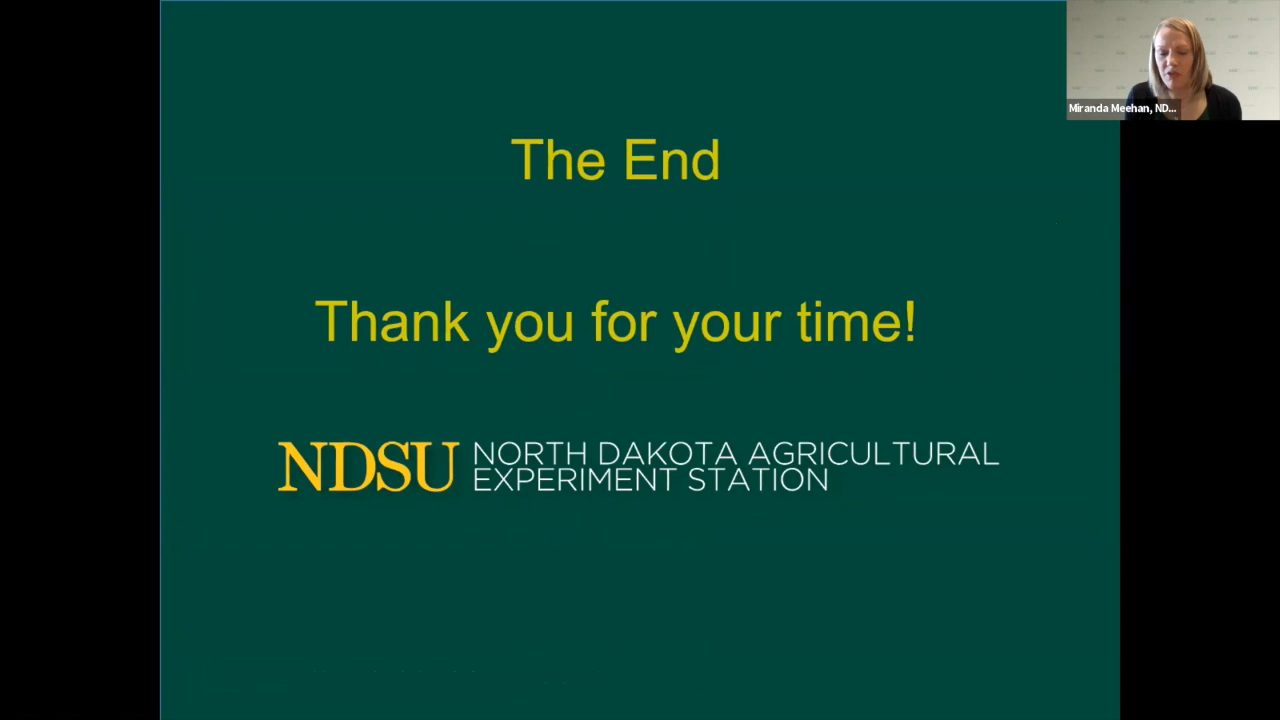 Miranda Meehan, ND...
The End
Thank you for your time!
NDSU NORTH DAKOTA AGRICULTURAL
EXPERIMENT STATION